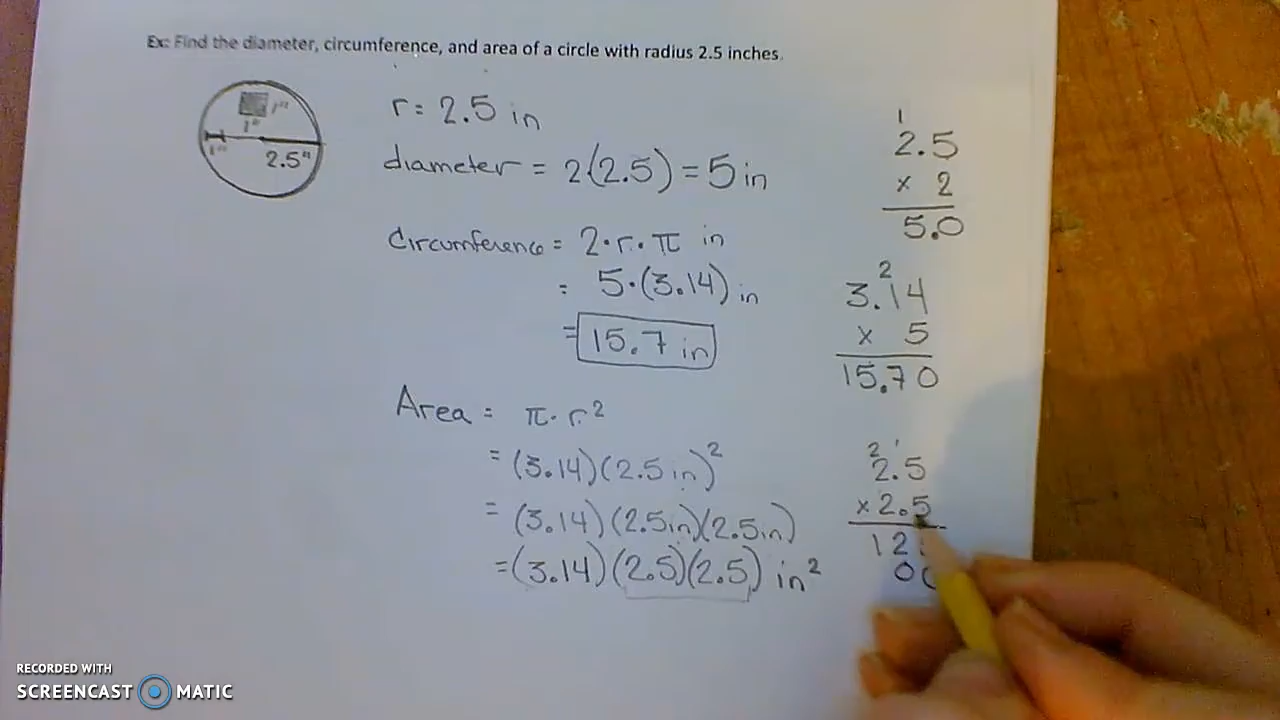 Ex: Find the diameter, circumference, and area of a circle with radius 2.5 inches.
1"
1"
1"
2.5"
r = 2.5 in
diameter = 2(2.5) = 5 in
Circumference = 2·r·π in
= 5·(3.14) in
= 15.7 in
Area = π·r²
= (3.14)(2.5 in)²
= (3.14)(2.5in)(2.5in)
= (3.14)(2.5)(2.5) in²
1
2.5
x 2
5.0
2
3.14
x 5
15.70
2 1
2.5
x 2.5
12
0
RECORDED WITH
SCREENCAST MATIC